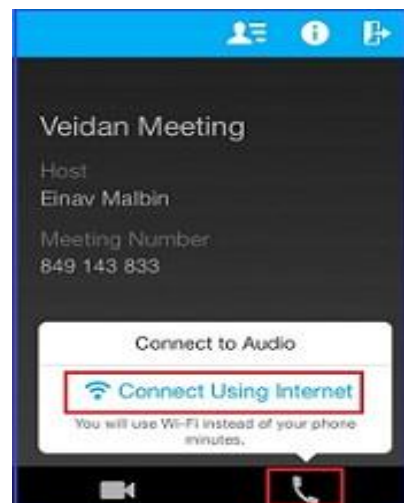 Veidan Meeting
Host
Einav Malbin
Meeting Number
849 143 833
Connect to Audio
Connect Using Internet
You will use Wi-Fi instead of your phone
minutes.